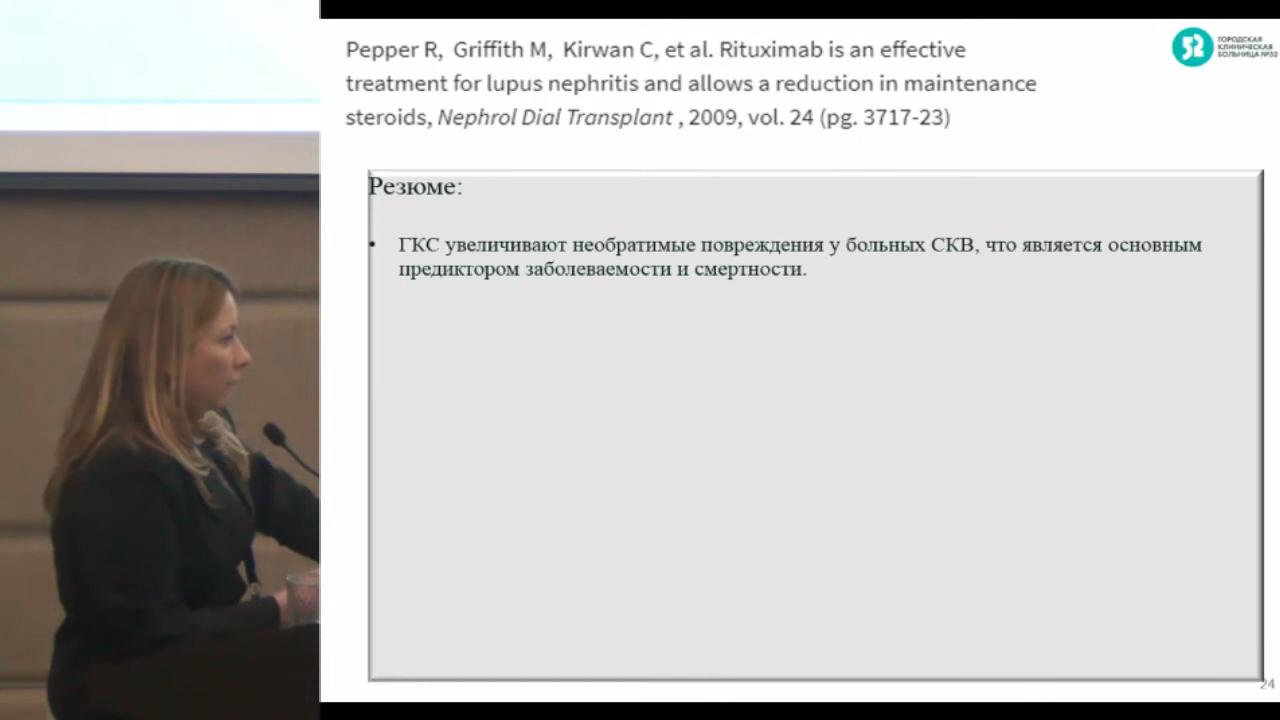 Pepper R, Griffith M, Kirwan C, et al. Rituximab is an effective
treatment for lupus nephritis and allows a reduction in maintenance
steroids, Nephrol Dial Transplant , 2009, vol. 24 (pg. 3717-23)
52 ГОРОДСКАЯ
КЛИНИЧЕСКАЯ
БОЛЬНИЦА №52
Резюме:
• ГКС увеличивают необратимые повреждения у больных СКВ, что является основным
предиктором заболеваемости и смертности.
24